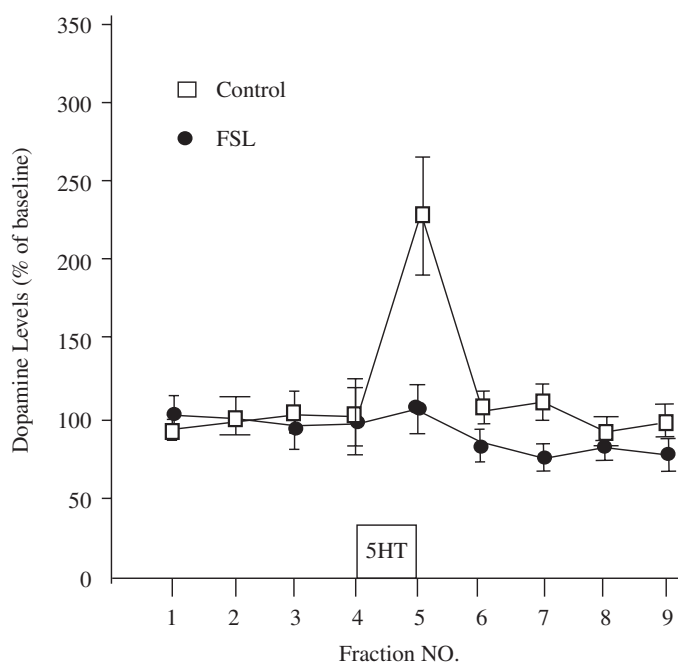 350
300
250
200
150
100
50
0
Dopamine Levels (% of baseline)
Control
FSL
5HT
1 2 3 4 5 6 7 8 9
Fraction NO.